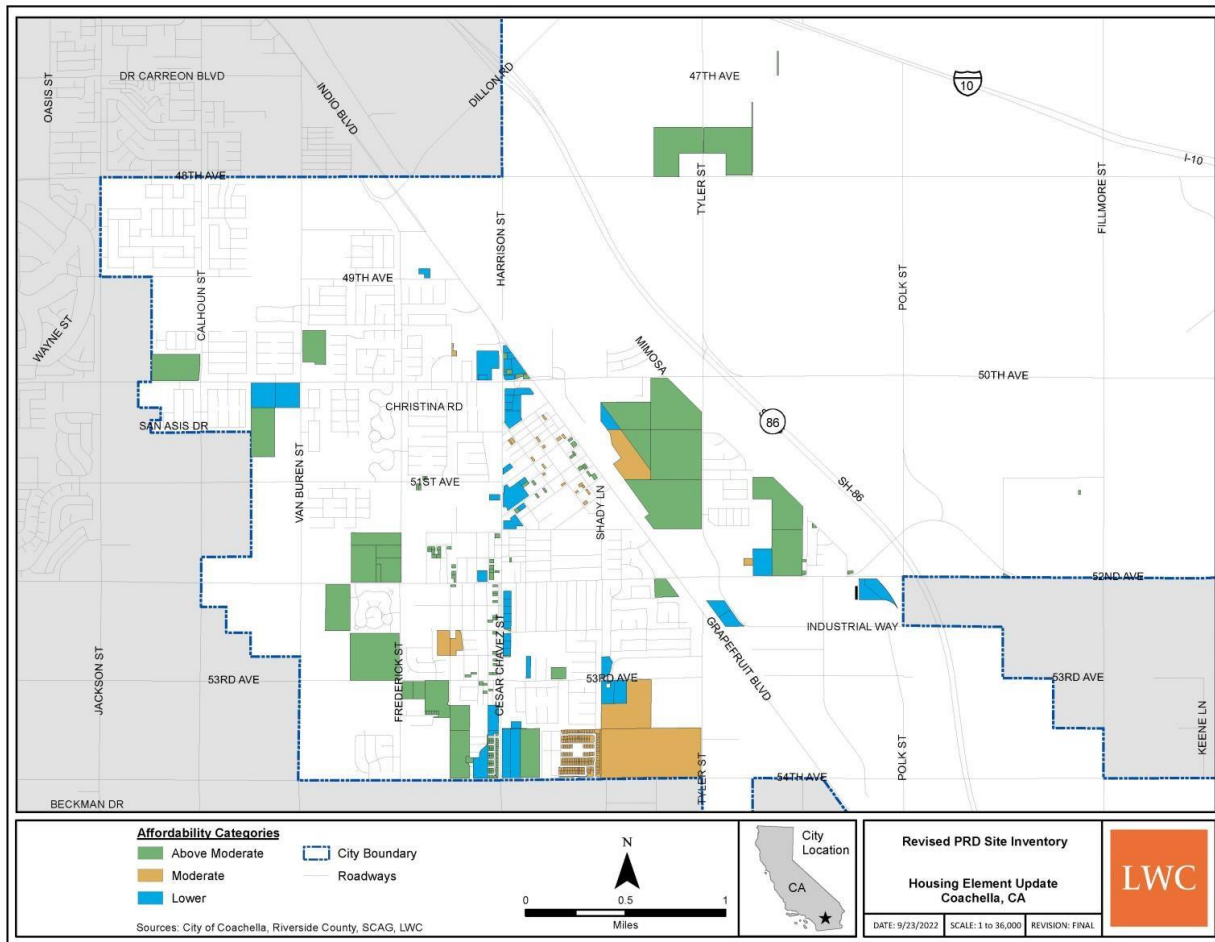 47TH AVE
DR CARREON BLVD
OASIS ST
INDIO BLVD
DILLON RD
10
I-10
48TH AVE
TYLER ST
FILLMORE ST
HARRISON ST
49TH AVE
CALHOUN ST
POLK ST
WAYNE ST
MIMOSA
50TH AVE
CHRISTINA RD
SAN ASIS DR
86
VAN BUREN ST
51ST AVE
SHADY LN
SH-86
52ND AVE
INDUSTRIAL WAY
GRAPEFRUIT BLVD
JACKSON ST
53RD AVE
FREDERICK ST
CESAR CHAVEZ ST
53RD AVE
53RD AVE
KEENE LN
POLK ST
TYLER ST
54TH AVE
BECKMAN DR
Affordability Categories
Above Moderate
Moderate
Lower
City Boundary
Roadways
Sources: City of Coachella, Riverside County, SCAG, LWC
N
0 0.5 1
Miles
City
Location
CA
Revised PRD Site Inventory
Housing Element Update
Coachella, CA
DATE: 9/23/2022 SCALE: 1 to 36,000 REVISION: FINAL
LWC